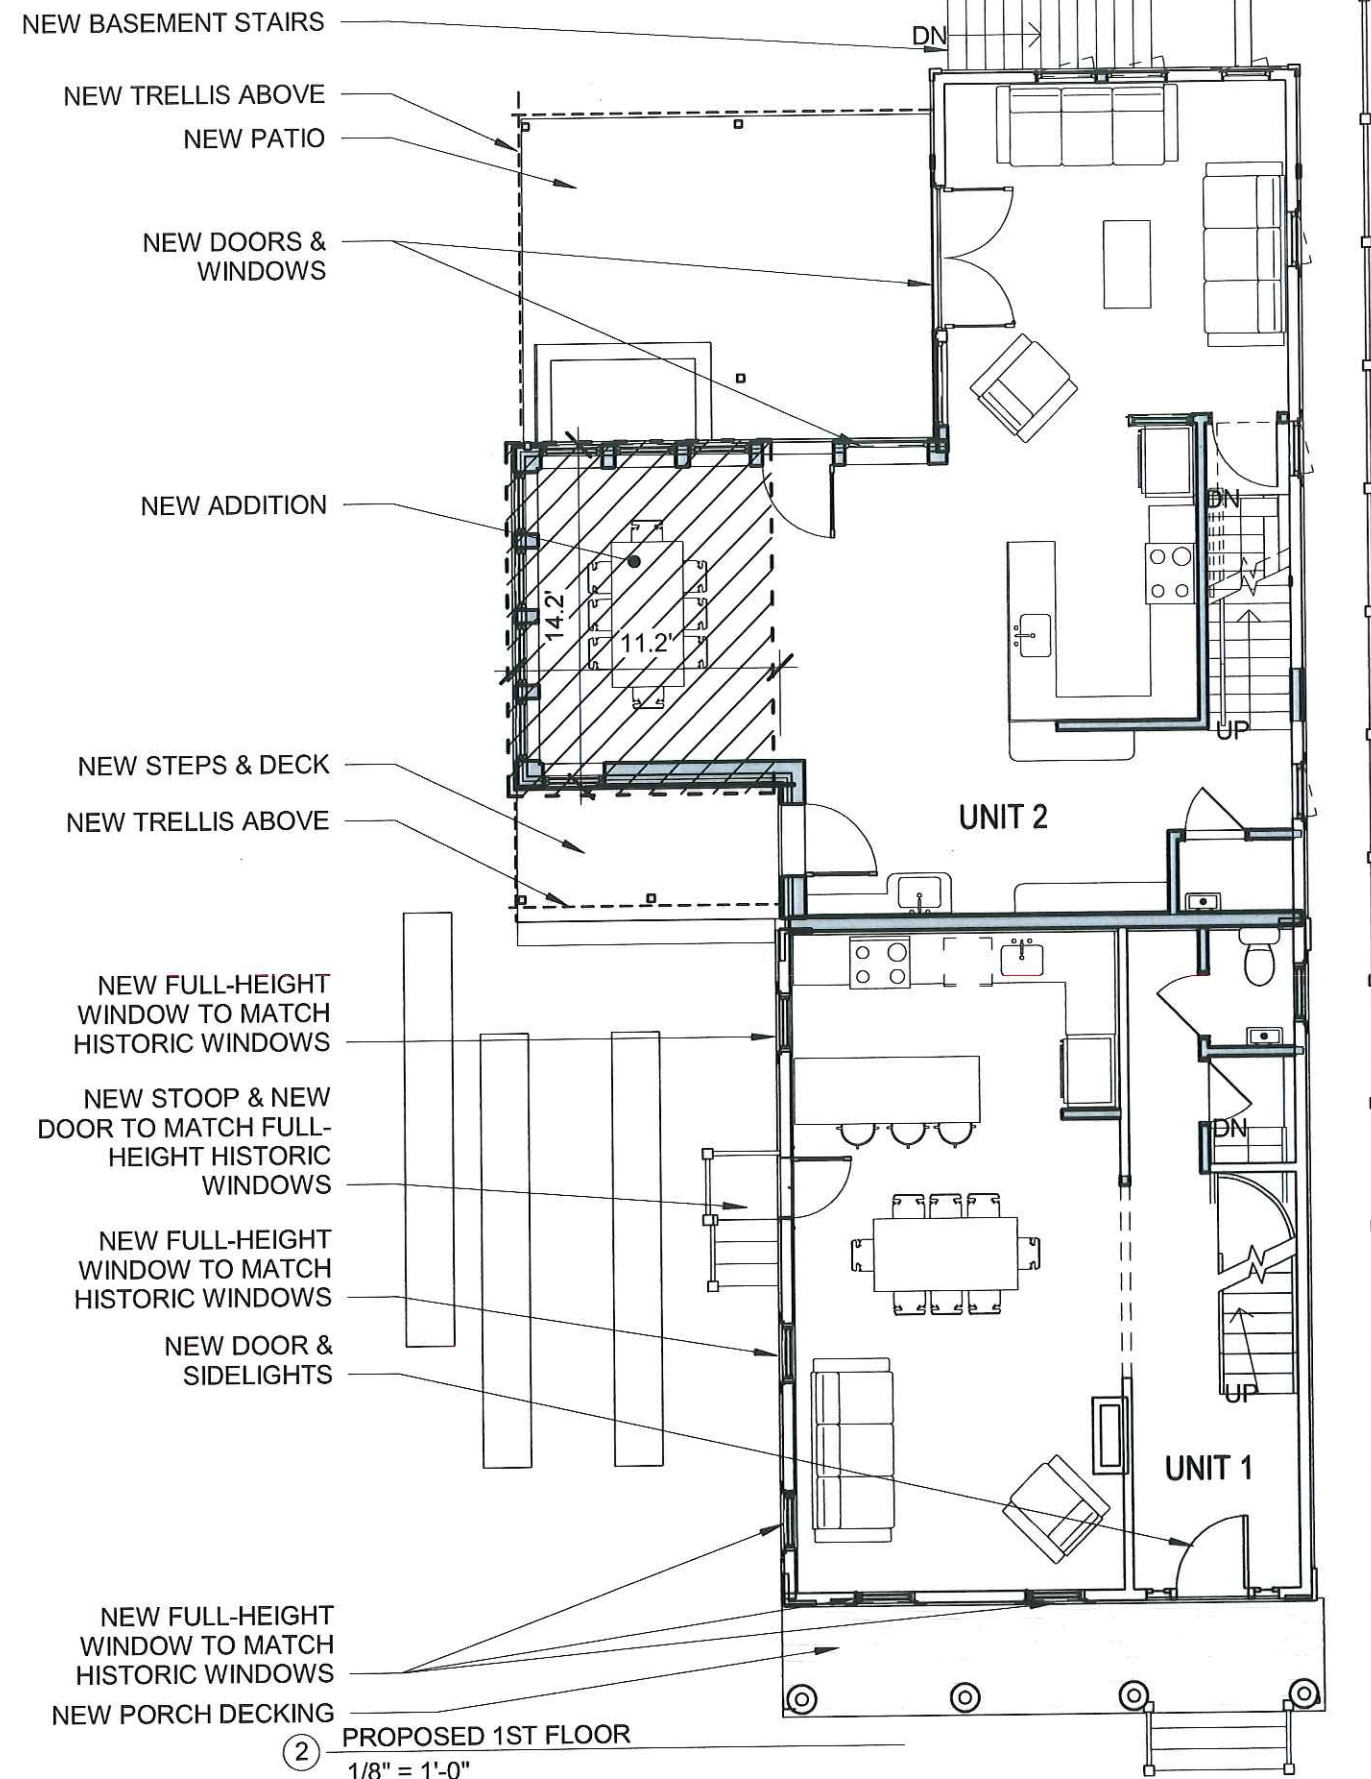 NEW BASEMENT STAIRS
DN
NEW TRELLIS ABOVE
NEW PATIO
NEW DOORS &
WINDOWS
NEW ADDITION
DN
14.2'
11.2'
UP
NEW STEPS & DECK
NEW TRELLIS ABOVE
UNIT 2
NEW FULL-HEIGHT
WINDOW TO MATCH
HISTORIC WINDOWS
NEW STOOP & NEW
DOOR TO MATCH FULL-
HEIGHT HISTORIC
WINDOWS
DN
NEW FULL-HEIGHT
WINDOW TO MATCH
HISTORIC WINDOWS
NEW DOOR &
SIDELIGHTS
UP
UNIT 1
NEW FULL-HEIGHT
WINDOW TO MATCH
HISTORIC WINDOWS
NEW PORCH DECKING
2 PROPOSED 1ST FLOOR
1/8" = 1'-0"